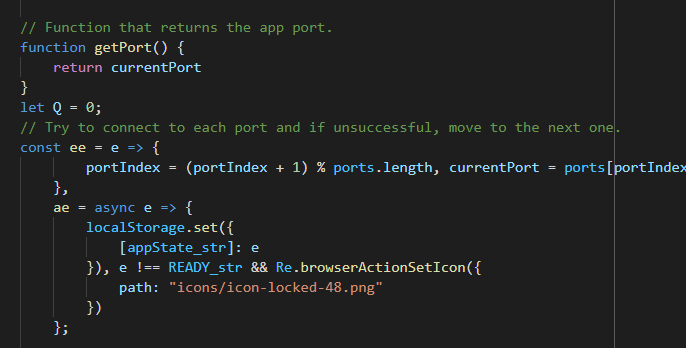 // Function that returns the app port.
function getPort() {
    return currentPort
}
let Q = 0;
// Try to connect to each port and if unsuccessful, move to the next one.
const ee = e => {
        portIndex = (portIndex + 1) % ports.length, currentPort = ports[portIndex
    },
    ae = async e => {
        localStorage.set({
            [appState_str]: e
        }), e !== READY_str && Re.browserActionSetIcon({
            path: "icons/icon-locked-48.png"
        })
    };